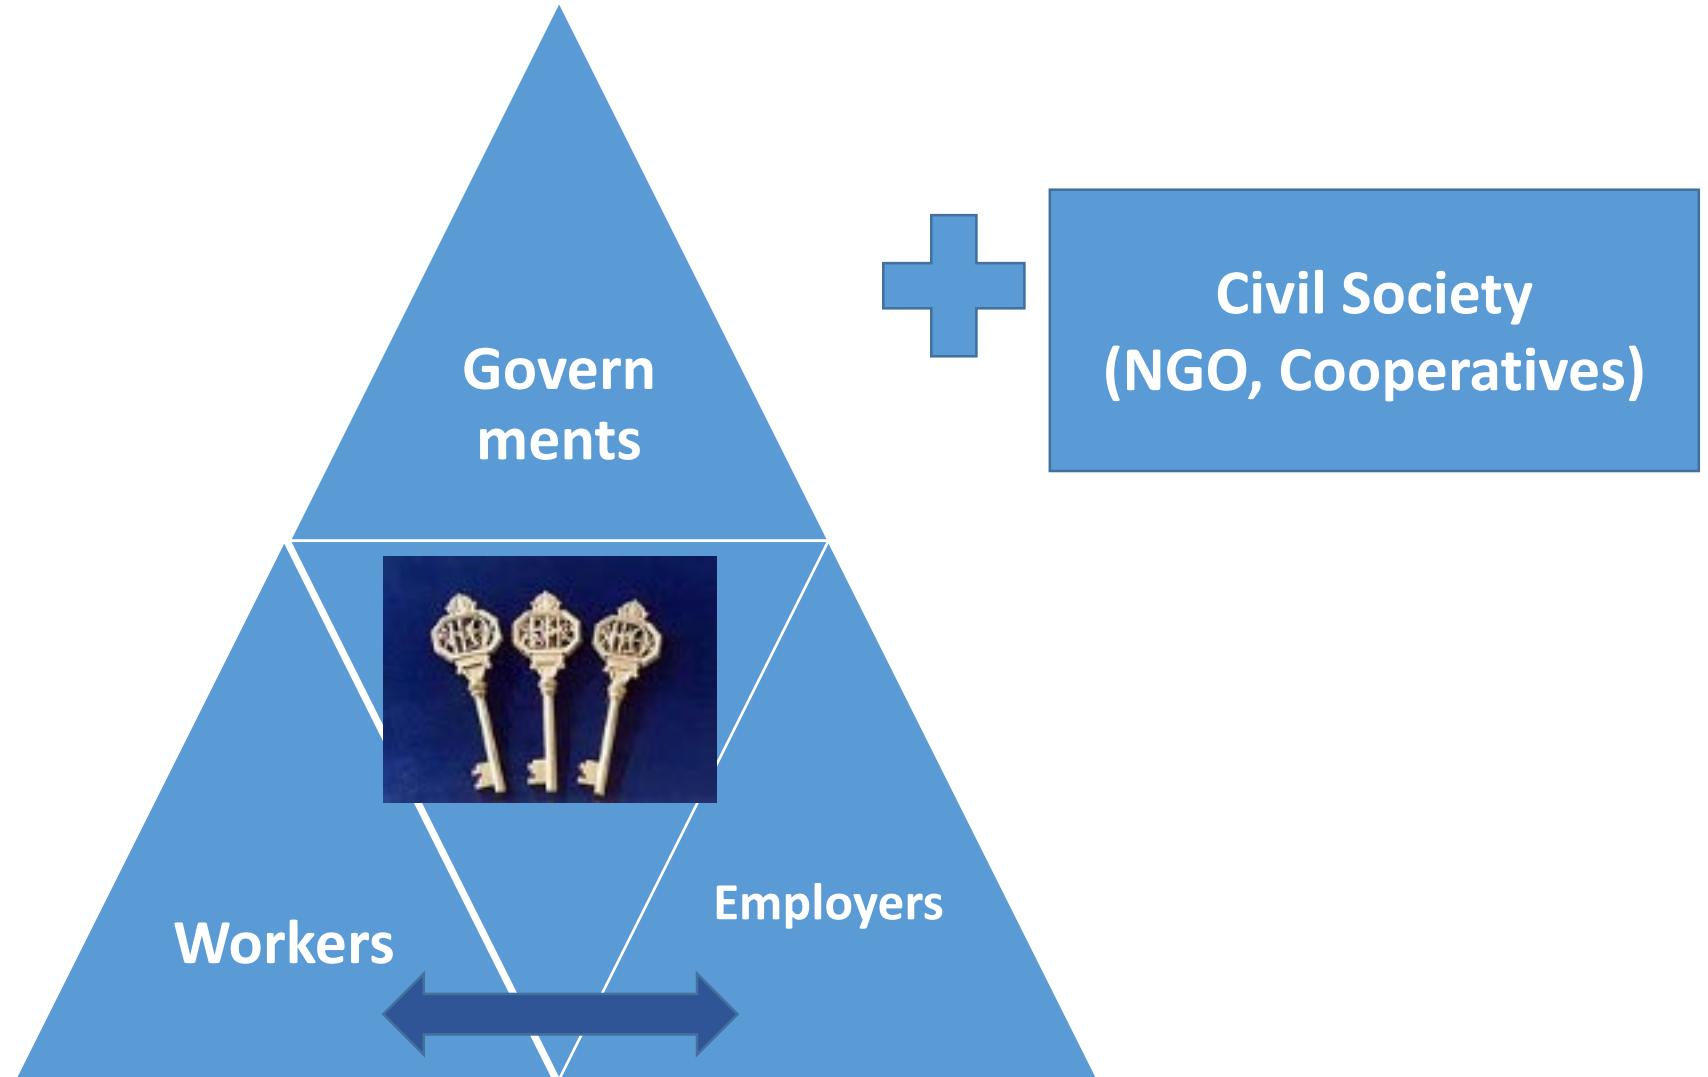 Govern
ments
Civil Society
(NGO, Cooperatives)
Workers
Employers